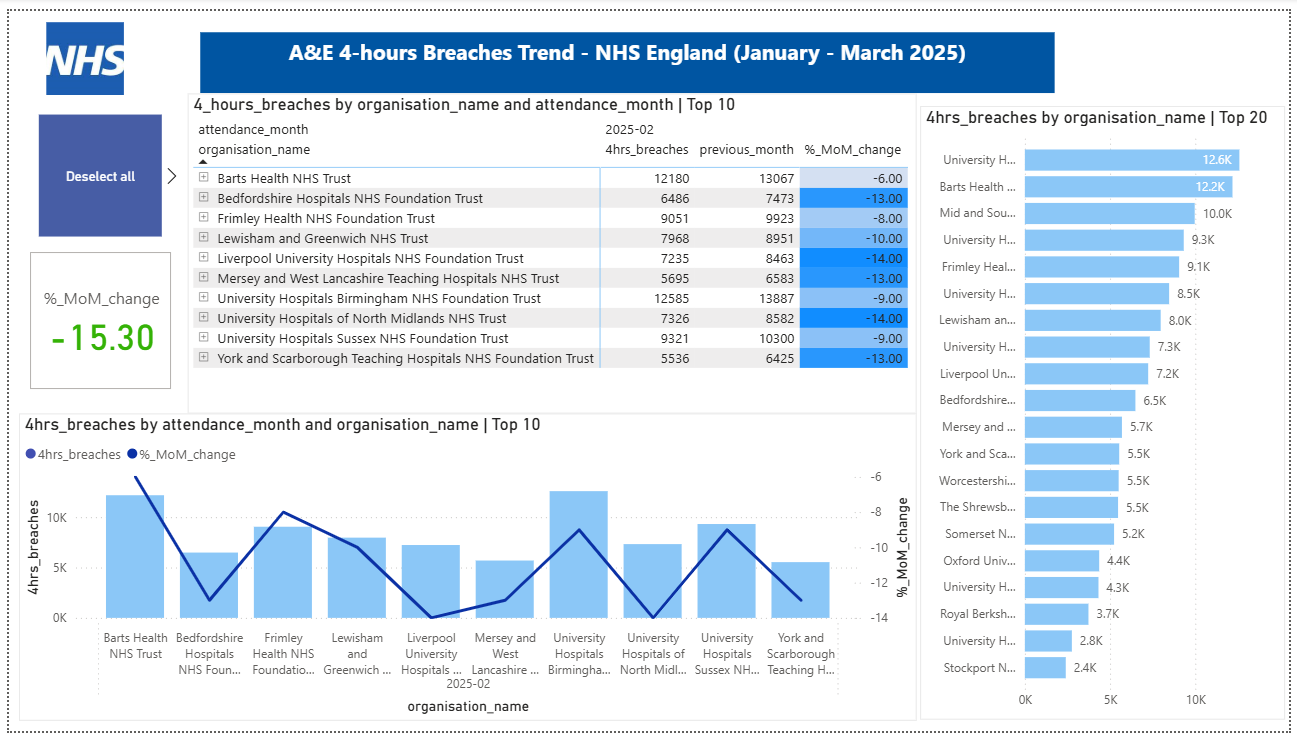 NHS
A&E 4-hours Breaches Trend - NHS England (January - March 2025)
Deselect all
%_MoM_change
-15.30
4_hours_breaches by organisation_name and attendance_month | Top 10
attendance_month 2025-02
organisation_name 4hrs_breaches previous_month %_MoM_change
Barts Health NHS Trust 12180 13067 -6.00
Bedfordshire Hospitals NHS Foundation Trust 6486 7473 -13.00
Frimley Health NHS Foundation Trust 9051 9923 -8.00
Lewisham and Greenwich NHS Trust 7968 8951 -10.00
Liverpool University Hospitals NHS Foundation Trust 7235 8463 -14.00
Mersey and West Lancashire Teaching Hospitals NHS Trust 5695 6583 -13.00
University Hospitals Birmingham NHS Foundation Trust 12585 13887 -9.00
University Hospitals of North Midlands NHS Trust 7326 8582 -14.00
University Hospitals Sussex NHS Foundation Trust 9321 10300 -9.00
York and Scarborough Teaching Hospitals NHS Foundation Trust 5536 6425 -13.00
4hrs_breaches by organisation_name | Top 20
University H... 12.6K
Barts Health ... 12.2K
Mid and Sou... 10.0K
University H... 9.3K
Frimley Heal... 9.1K
University H... 8.5K
Lewisham an... 8.0K
University H... 7.3K
Liverpool Un... 7.2K
Bedfordshire... 6.5K
Mersey and ... 5.7K
York and Sca... 5.5K
Worcestershi... 5.5K
The Shrewsb... 5.5K
Somerset N... 5.2K
Oxford Univ... 4.4K
University H... 4.3K
Royal Berksh... 3.7K
University H... 2.8K
Stockport N... 2.4K
0K 5K 10K
4hrs_breaches by attendance_month and organisation_name | Top 10
4hrs_breaches %_MoM_change
4hrs_breaches
10K
5K
0K
-6
-8
-10
-12
-14
%_MoM_change
Barts Health Bedfordshire Frimley Lewisham Liverpool Mersey and University University University York and
NHS Trust Hospitals Health NHS and University West Hospitals Hospitals of Hospitals Scarborough
NHS Foun... Foundatio... Greenwich ... Hospitals ... Lancashire ... Birmingha... North Midl... Sussex NH... Teaching H...
2025-02
organisation_name